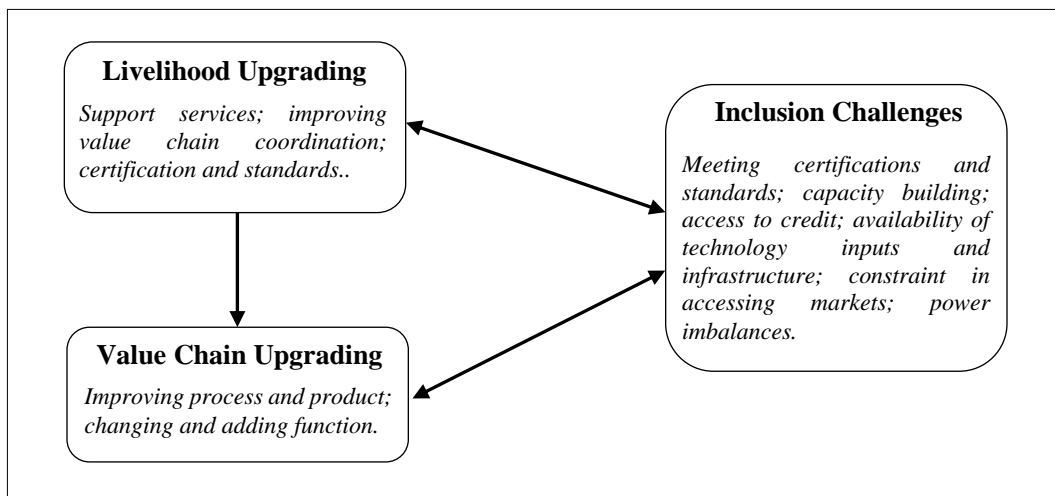 Livelihood Upgrading
Support services; improving
value chain coordination;
certification and standards..
Inclusion Challenges
Meeting certifications and
standards; capacity building;
access to credit; availability of
technology inputs and
infrastructure; constraint in
accessing markets; power
imbalances.
Value Chain Upgrading
Improving process and product;
changing and adding function.